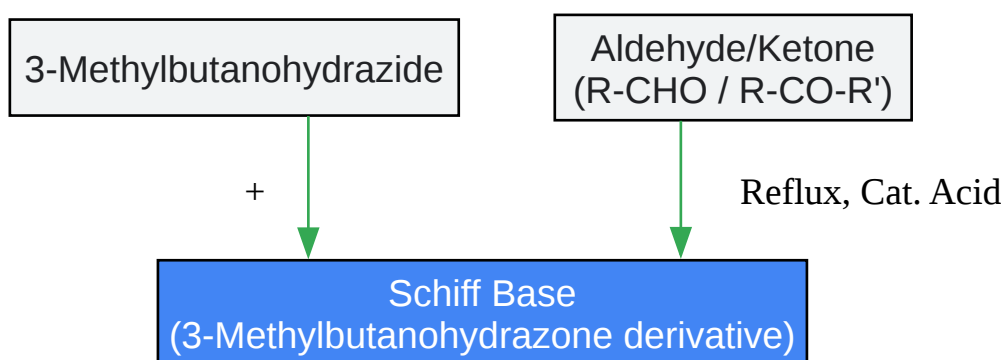 3-Methylbutanohydrazide
Aldehyde/Ketone
(R-CHO / R-CO-R')
+
Reflux, Cat. Acid
Schiff Base
(3-Methylbutanohydrazone derivative)